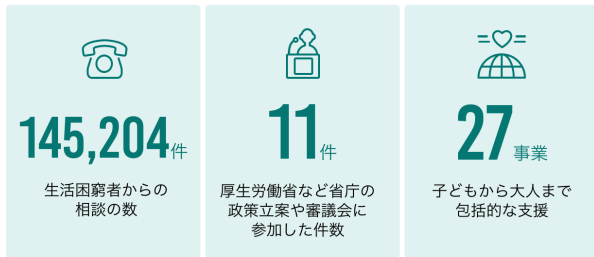 145,204件
生活困窮者からの
相談の数
11件
厚生労働省など省庁の
政策立案や審議会に
参加した件数
27事業
子どもから大人まで
包括的な支援